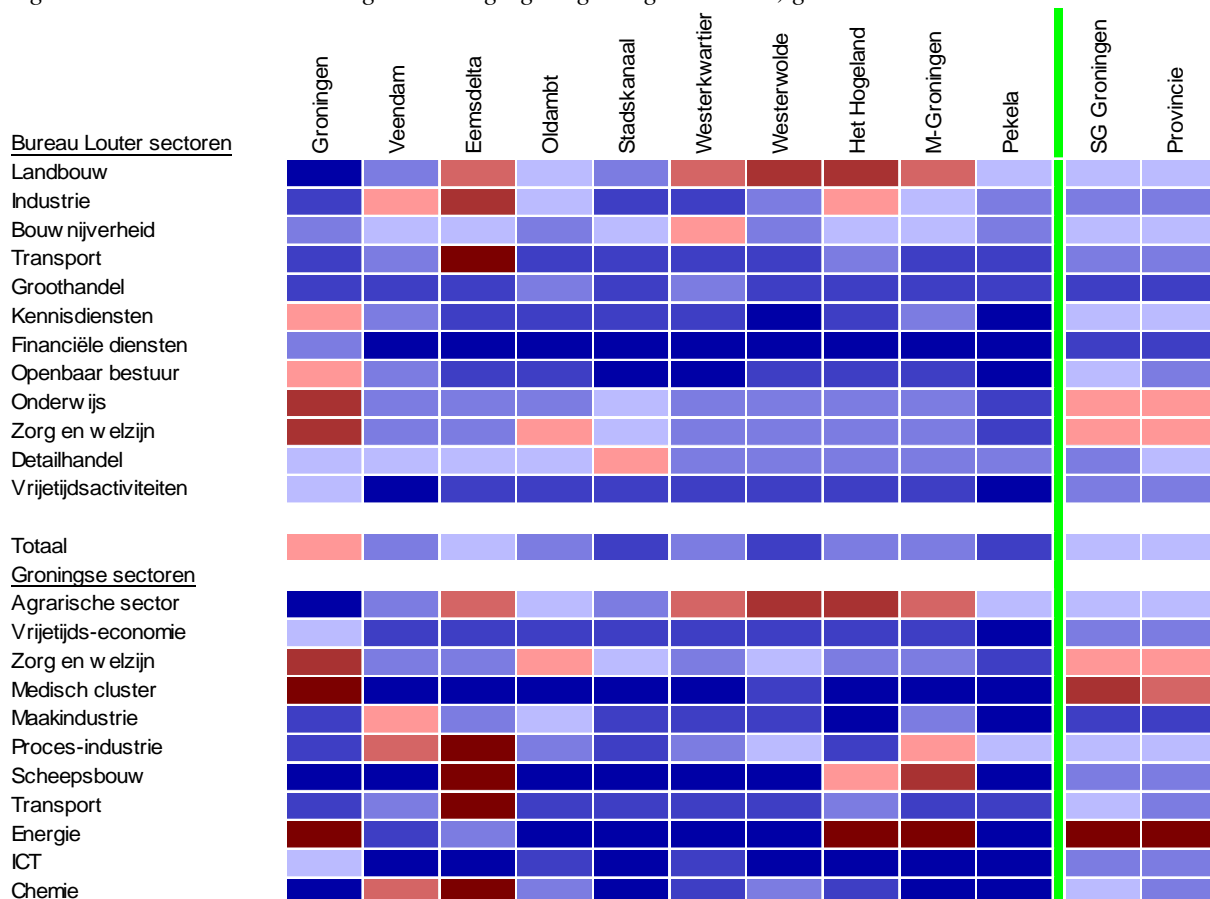 Groningen
Veendam
Eemsdelta
Oldambt
Stadskanaal
Westerkwartier
Westerwolde
Het Hogeland
M-Groningen
Pekela
SG Groningen
Provincie
Bureau Louter sectoren
Landbouw
Industrie
Bouw nijverheid
Transport
Groothandel
Kennisdiensten
Financiële diensten
Openbaar bestuur
Onderw ijs
Zorg en w elzijn
Detailhandel
Vrijetijdsactiviteiten
Totaal
Groningse sectoren
Agrarische sector
Vrijetijds-economie
Zorg en w elzijn
Medisch cluster
Maakindustrie
Proces-industrie
Scheepsbouw
Transport
Energie
ICT
Chemie